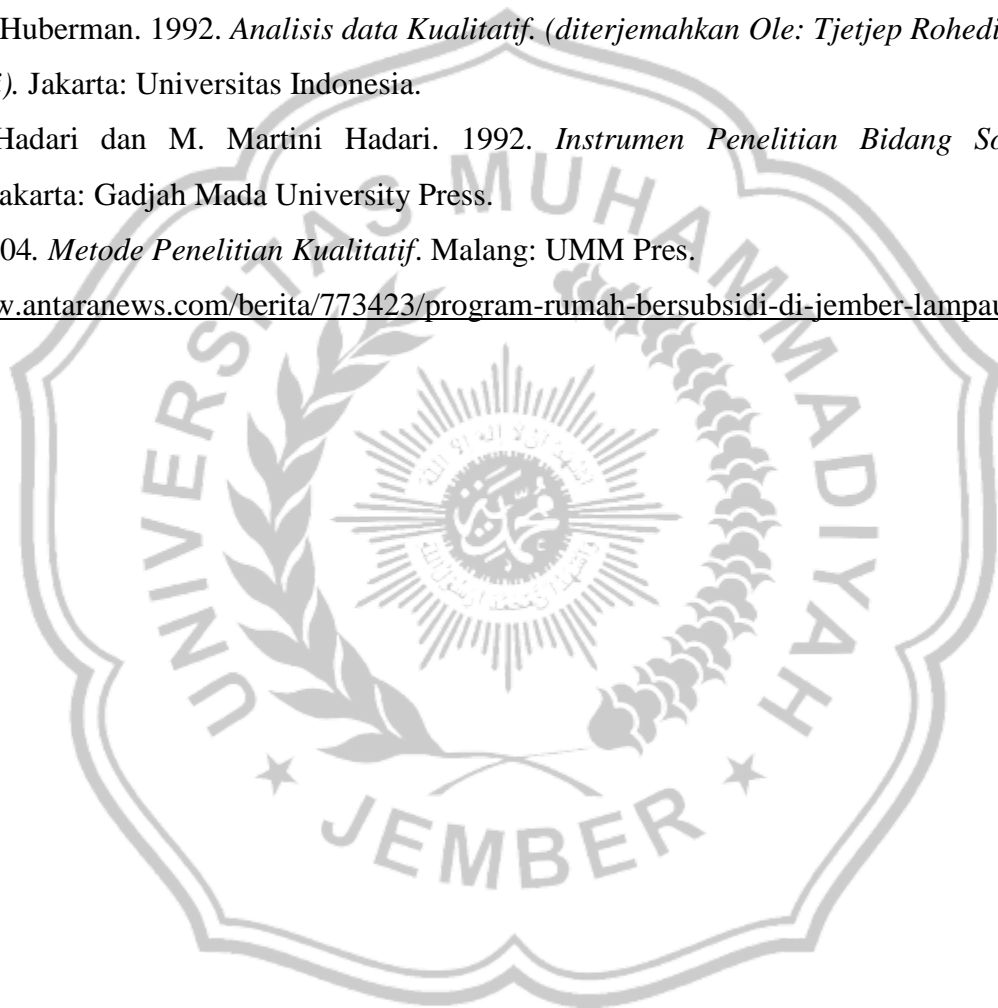 Huberman. 1992. Analisis data Kualitatif. (diterjemahkan Ole: Tjetjep Rohedi
). Jakarta: Universitas Indonesia.
Hadari dan M. Martini Hadari. 1992. Instrumen Penelitian Bidang So
akarta: Gadjah Mada University Press.
04. Metode Penelitian Kualitatif. Malang: UMM Pres.
w.antaranews.com/berita/773423/program-rumah-bersubsidi-di-jember-lampau
UNIVERSITAS MUHAMMADIYAH
JEMBER